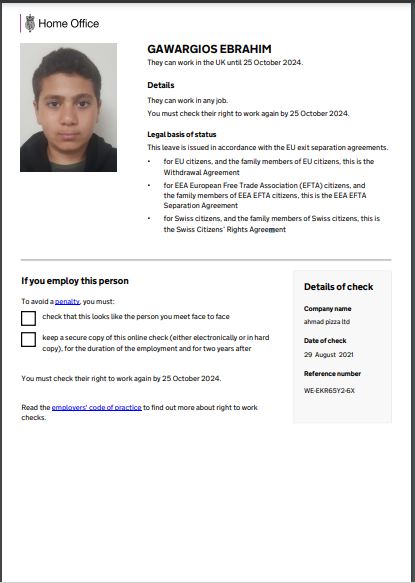 Home Office
GAWARGIOS EBRAHIM
They can work in the UK until 25 October 2024.
Details
They can work in any job.
You must check their right to work again by 25 October 2024.
Legal basis of status
This leave is issued in accordance with the EU exit separation agreements.
• for EU citizens, and the family members of EU citizens, this is the
Withdrawal Agreement
• for EEA European Free Trade Association (EFTA) citizens, and
the family members of EEA EFTA citizens, this is the EEA EFTA
Separation Agreement
• for Swiss citizens, and the family members of Swiss citizens, this is
the Swiss Citizens' Rights Agreement
If you employ this person
To avoid a penalty, you must:
check that this looks like the person you meet face to face
keep a secure copy of this online check (either electronically or in hard
copy), for the duration of the employment and for two years after
You must check their right to work again by 25 October 2024.
Read the employers' code of practice to find out more about right to work
checks.
Details of check
Company name
ahmad pizza ltd
Date of check
29 August 2021
Reference number
WE-EKR65Y2-6X